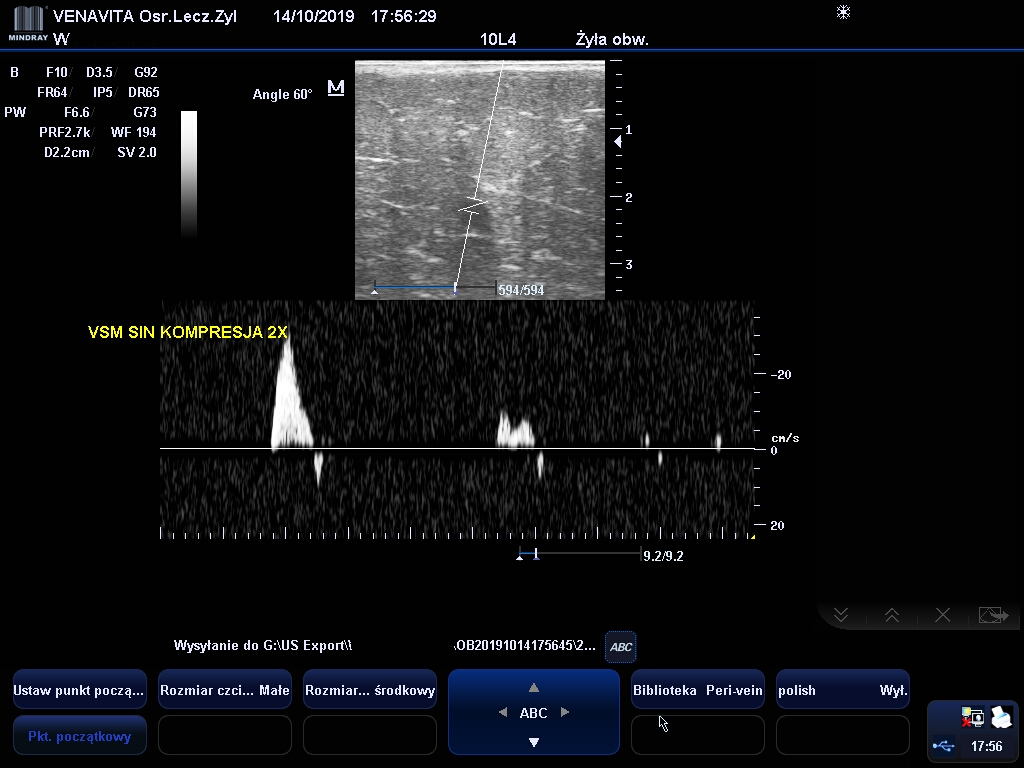 VENAVITA Osr.Lecz.Zyl 14/10/2019 17:56:29
MINDRAY W 10L4 Żyła obw.
B F10/ D3.5/ G92
FR64/ IP5/ DR65
PW F6.6/ G73
PRF2.7k/ WF 194
D2.2cm/ SV 2.0
Angle 60° M
1
2
3
594/594
VSM SIN KOMPRESJA 2X
-20
cm/s
0
20
9.2/9.2
Wysyłanie do G:\US Export\1 .\OB20191014175645\2... ABC
Ustaw punkt począ... Rozmiar czci... Małe Rozmiar... środkowy ABC Biblioteka Peri-vein polish Wył.
Pkt. początkowy
17:56